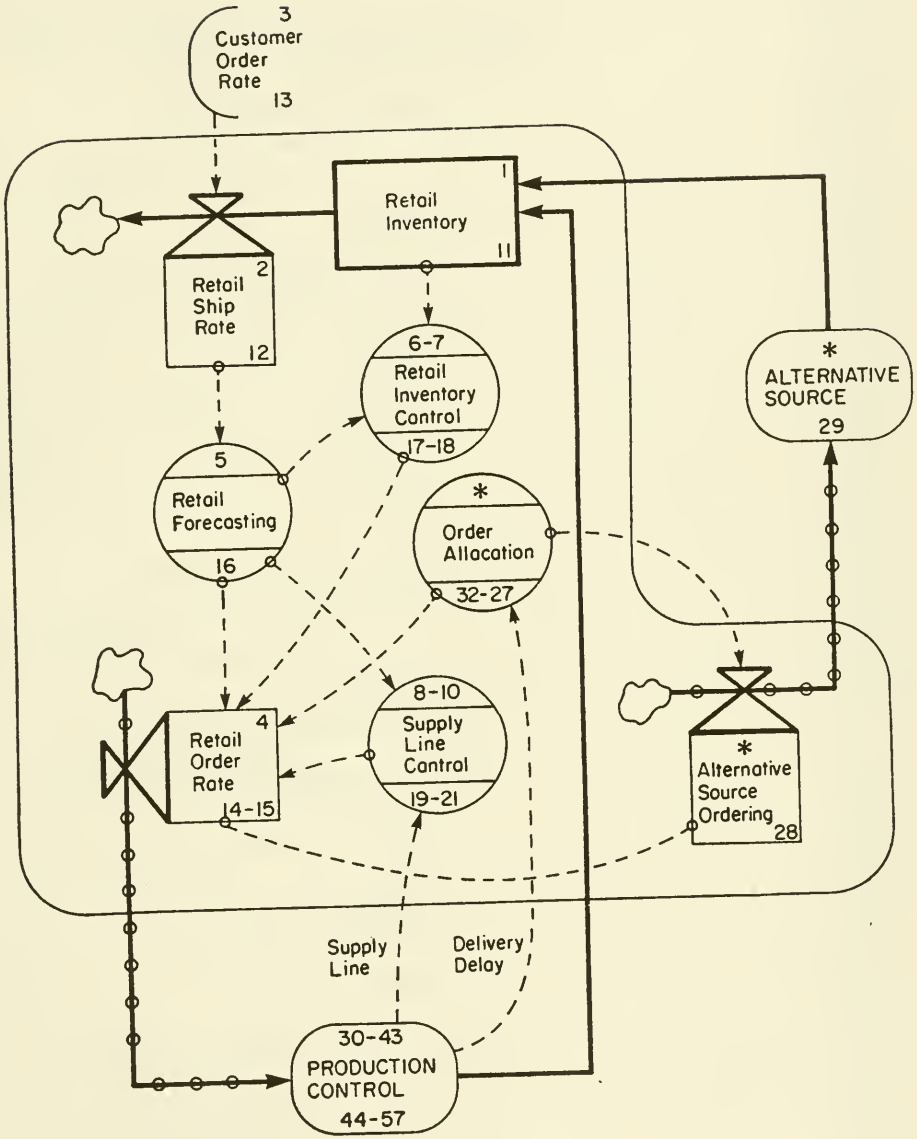 3
Customer
Order
Rate
13
1
Retail
Inventory
11
2
Retail
Ship
Rate
12
6-7
Retail
Inventory
Control
17-18
*
ALTERNATIVE
SOURCE
29
5
Retail
Forecasting
16
*
Order
Allocation
32-27
8-10
Supply
Line
Control
19-21
4
Retail
Order
Rate
14-15
*
Alternative
Source
Ordering
28
Supply
Line
Delivery
Delay
30-43
PRODUCTION
CONTROL
44-57